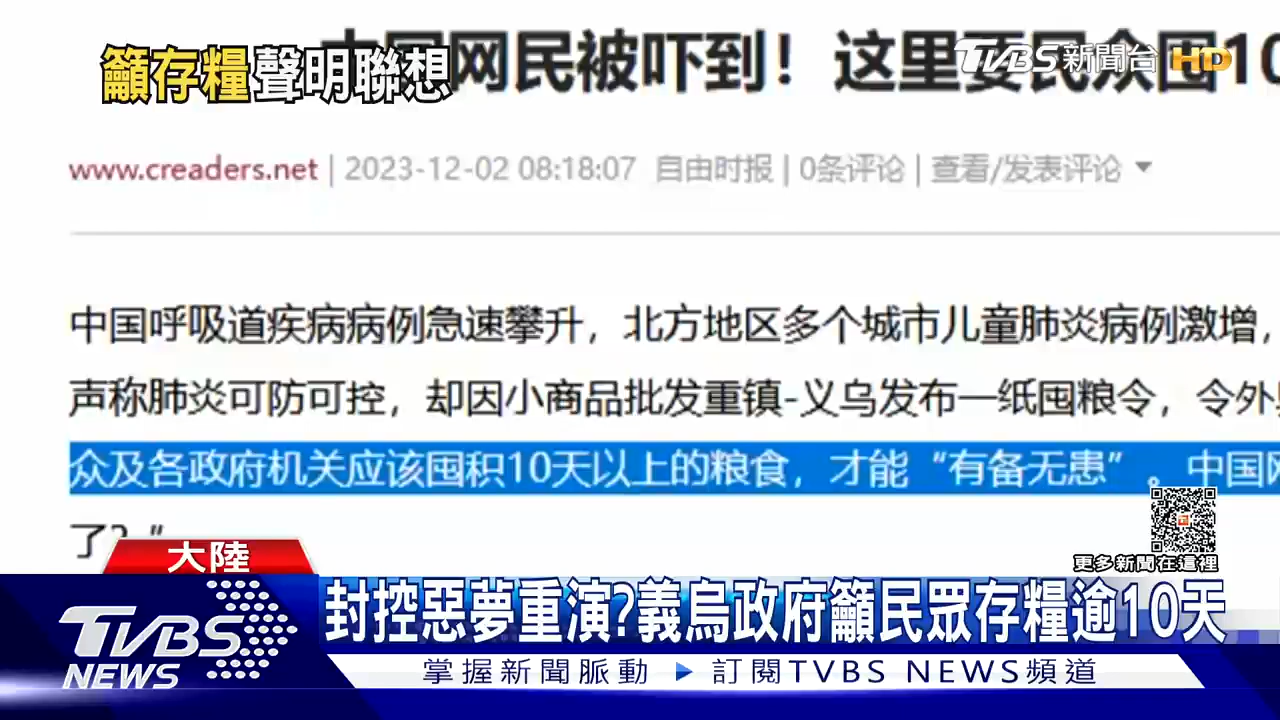 籲存糧聲明聯想
中国网民被吓到！这里要民众囤10
TVBS新聞台 HD
www.creaders.net | 2023-12-02 08:18:07 自由时报 | 0条评论 | 查看/发表评论
中国呼吸道疾病病例急速攀升，北方地区多个城市儿童肺炎病例激增，
声称肺炎可防可控，却因小商品批发重镇-义乌发布一纸囤粮令，令外
众及各政府机关应该囤积10天以上的粮食，才能“有备无患”。中国网
了？”
更多新聞在這裡
大陸
封控惡夢重演?義烏政府籲民眾存糧逾10天
TVBS NEWS
掌握新聞脈動 ▶ 訂閱TVBS NEWS頻道